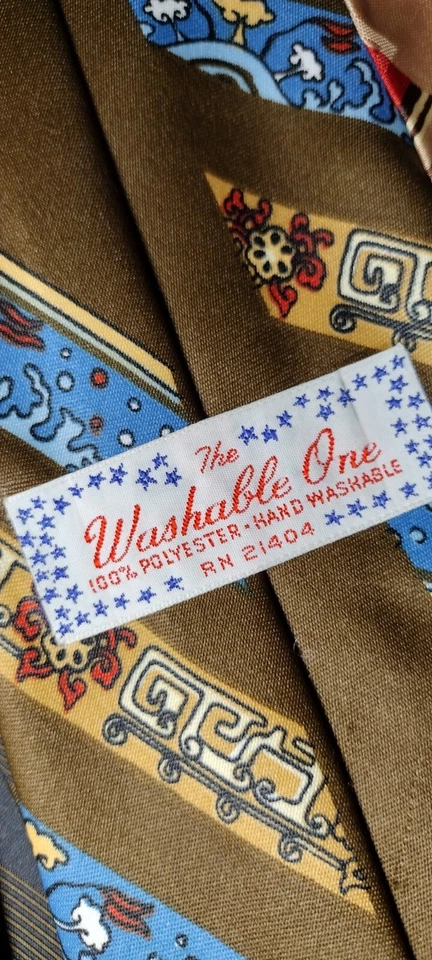 The
Washable One
100% POLYESTER • HAND WASHABLE
RN 21404